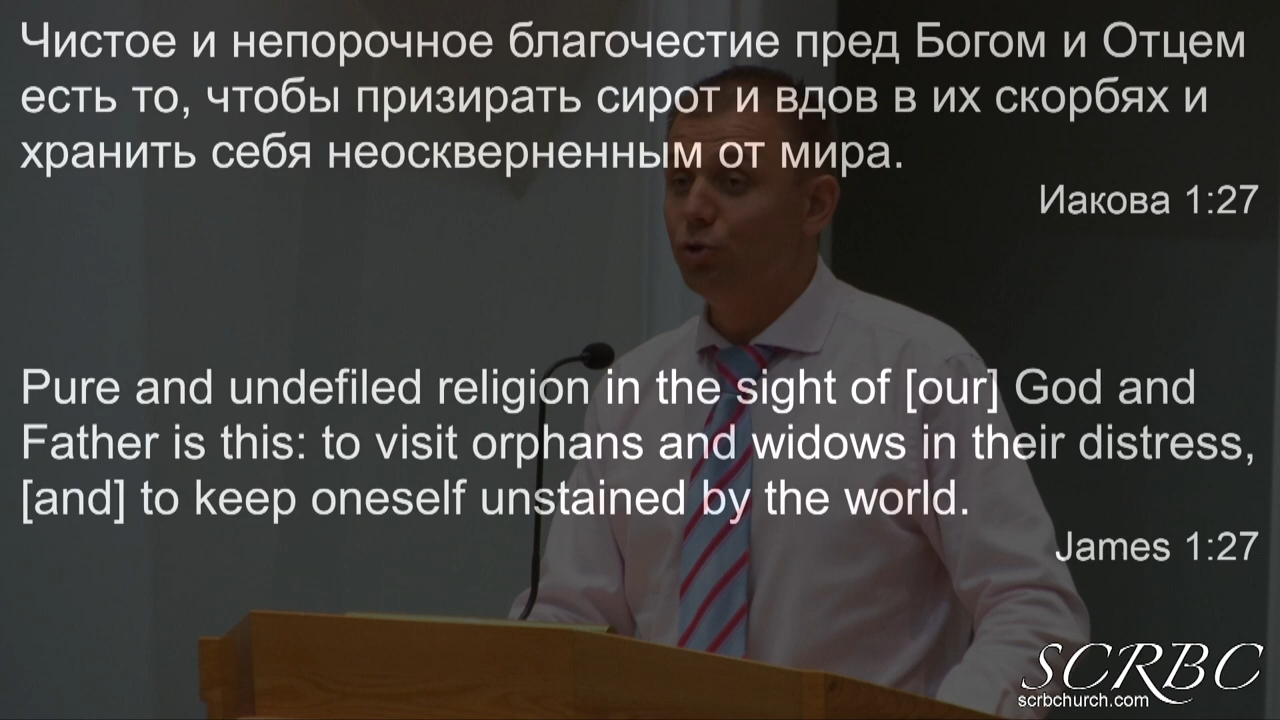 Чистое и непорочное благочестие пред Богом и Отцем
есть то, чтобы призирать сирот и вдов в их скорбях и
хранить себя неоскверненным от мира.
Иакова 1:27
Pure and undefiled religion in the sight of [our] God and
Father is this: to visit orphans and widows in their distress,
[and] to keep oneself unstained by the world.
James 1:27
SCRBC
scrbchurch.com